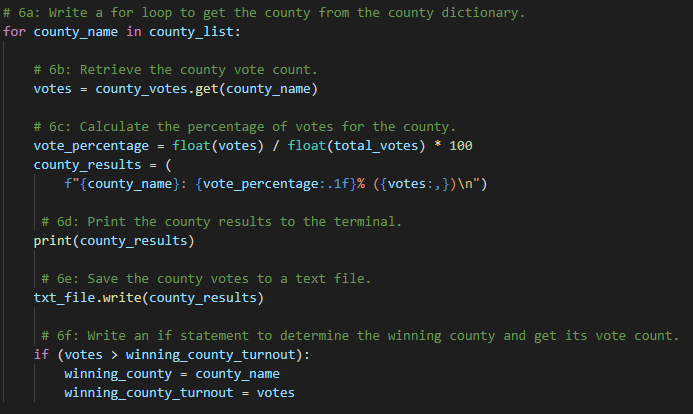 # 6a: Write a for loop to get the county from the county dictionary.
for county_name in county_list:
# 6b: Retrieve the county vote count.
votes = county_votes.get(county_name)
# 6c: Calculate the percentage of votes for the county.
vote_percentage = float(votes) / float(total_votes) * 100
county_results = (
f"{county_name}: {vote_percentage:.1f}% ({votes:,})\n")
# 6d: Print the county results to the terminal.
print(county_results)
# 6e: Save the county votes to a text file.
txt_file.write(county_results)
# 6f: Write an if statement to determine the winning county and get its vote count.
if (votes > winning_county_turnout):
winning_county = county_name
winning_county_turnout = votes